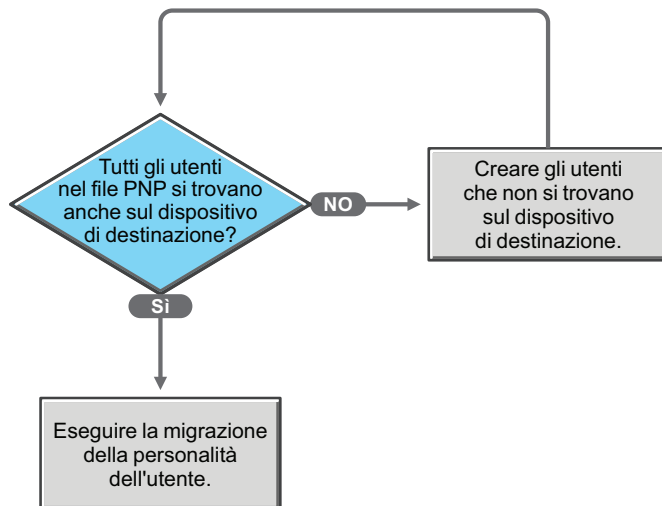 Tutti gli utenti
nel file PNP si trovano
anche sul dispositivo
di destinazione?
NO
Creare gli utenti
che non si trovano
sul dispositivo
di destinazione.
Sì
Eseguire la migrazione
della personalità
dell'utente.